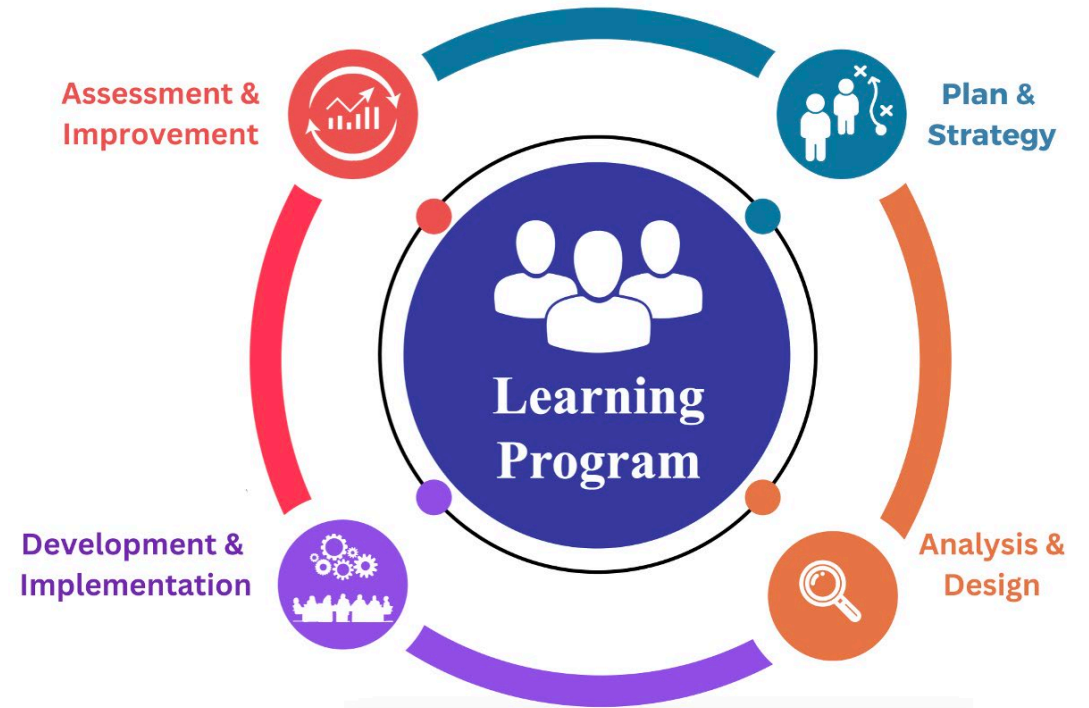 Assessment &
Improvement
Plan &
Strategy
Learning
Program
Development &
Implementation
Analysis &
Design